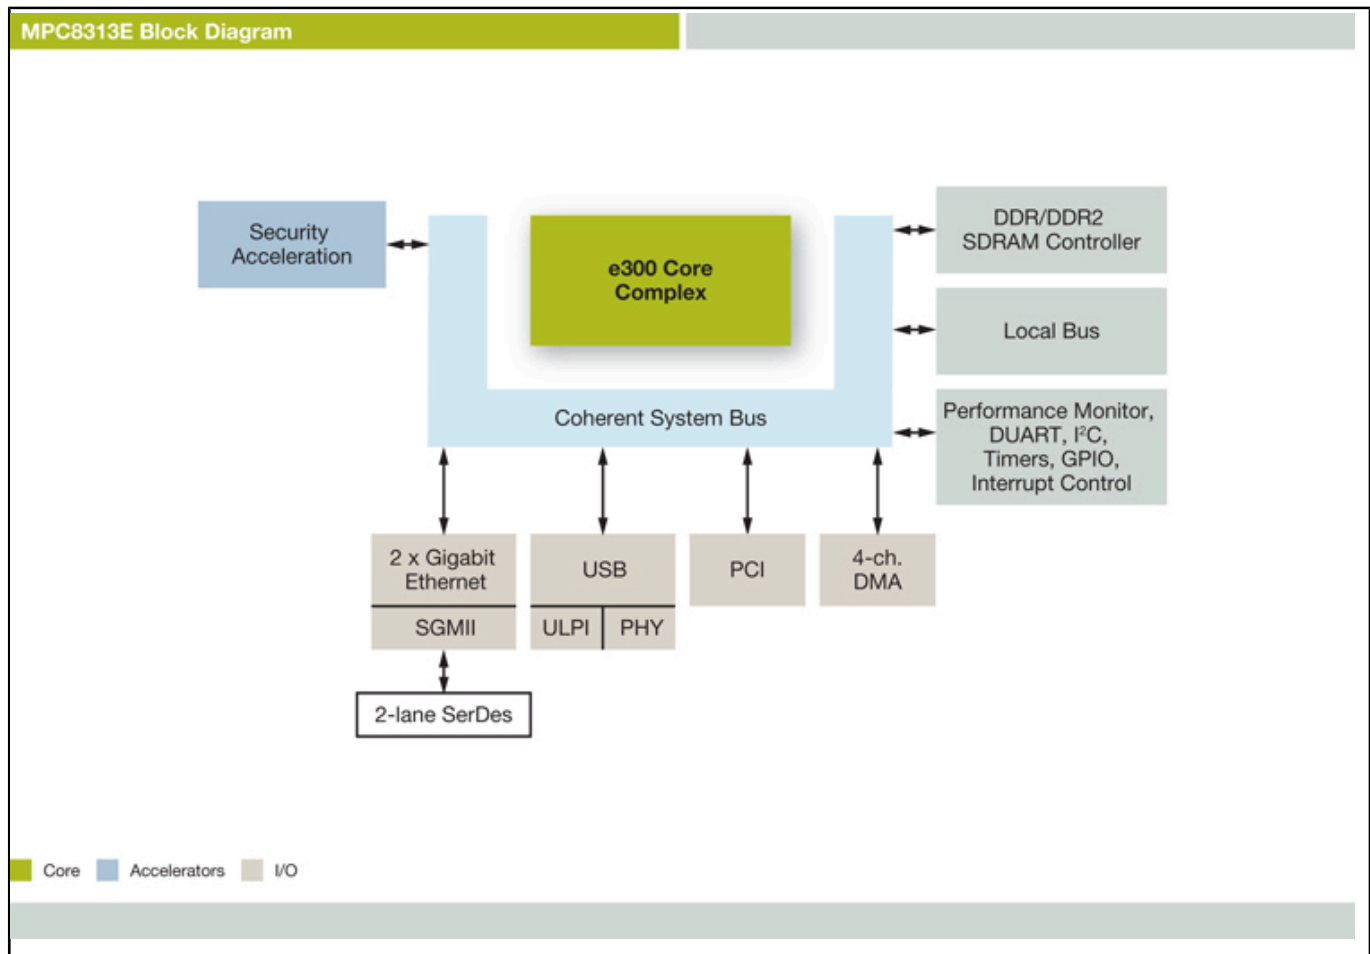 MPC8313E Block Diagram
Security
Acceleration
e300 Core
Complex
DDR/DDR2
SDRAM Controller
Local Bus
Coherent System Bus
Performance Monitor,
DUART, I²C,
Timers, GPIO,
Interrupt Control
2 x Gigabit
Ethernet
SGMII
USB
ULPI
PHY
PCI
4-ch.
DMA
2-lane SerDes
Core
Accelerators
I/O